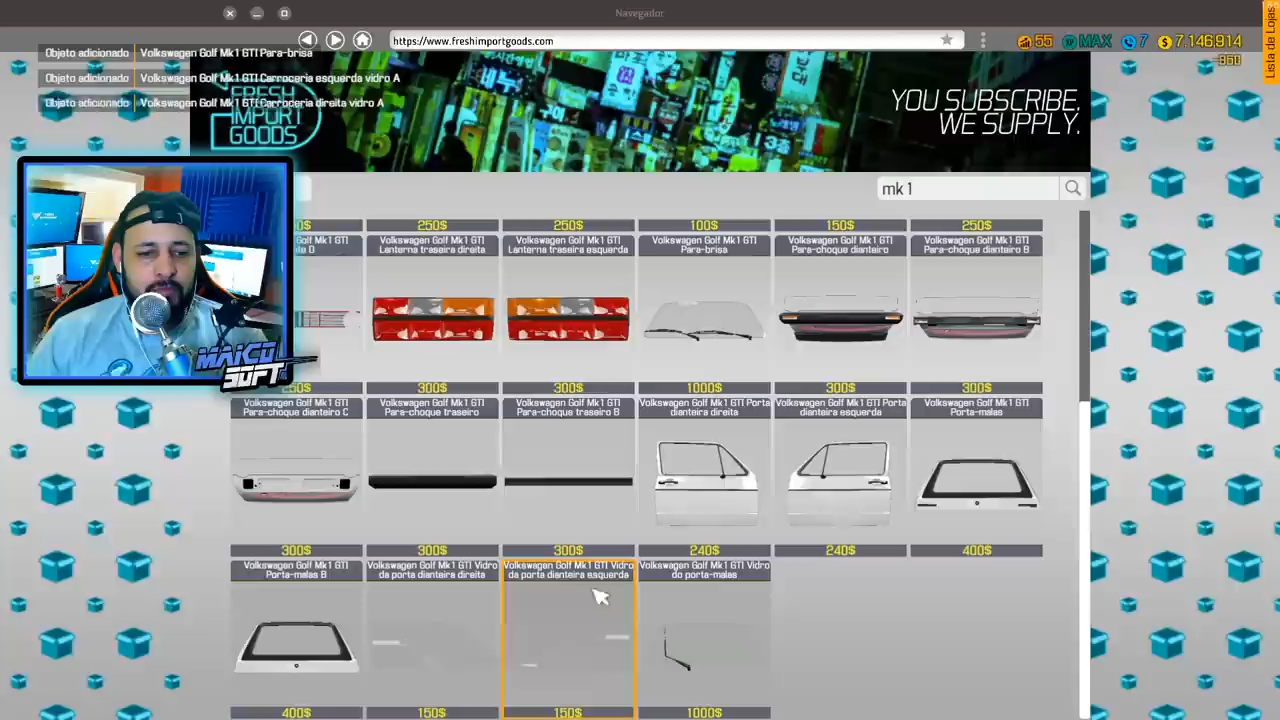 Navegador
https://www.freshimportgoods.com
55
MAX
7
$ 7.146.914
-360
Lista de Lojas
Objeto adicionado Volkswagen Golf Mk1 GTI Para-brisa
Objeto adicionado Volkswagen Golf Mk1 GTI Carroceria esquerda vidro A
Objeto adicionado Volkswagen Golf Mk1 GTI Carroceria direita vidro A
FRESH
IMPORT
GOODS
YOU SUBSCRIBE.
WE SUPPLY.
mk1
250$ 250$ 100$ 150$ 250$
Volkswagen Golf Mk1 GTI
Lanterna traseira direita
Volkswagen Golf Mk1 GTI
Lanterna traseira esquerda
Volkswagen Golf Mk1 GTI
Para-brisa
Volkswagen Golf Mk1 GTI
Para-choque dianteiro
Volkswagen Golf Mk1 GTI
Para-choque dianteiro B
MAICO
SOFT
300$ 300$ 1000$ 300$ 300$
Volkswagen Golf Mk1 GTI
Para-choque dianteiro C
Volkswagen Golf Mk1 GTI
Para-choque traseiro
Volkswagen Golf Mk1 GTI
Para-choque traseiro B
Volkswagen Golf Mk1 GTI Porta
dianteira direita
Volkswagen Golf Mk1 GTI Porta
dianteira esquerda
Volkswagen Golf Mk1 GTI
Porta-malas
300$ 300$ 300$ 240$ 240$ 400$
Volkswagen Golf Mk1 GTI
Porta-malas B
Volkswagen Golf Mk1 GTI Vidro
da porta dianteira direita
Volkswagen Golf Mk1 GTI Vidro
da porta dianteira esquerda
Volkswagen Golf Mk1 GTI Vidro
do porta-malas
400$ 150$ 150$ 1000$